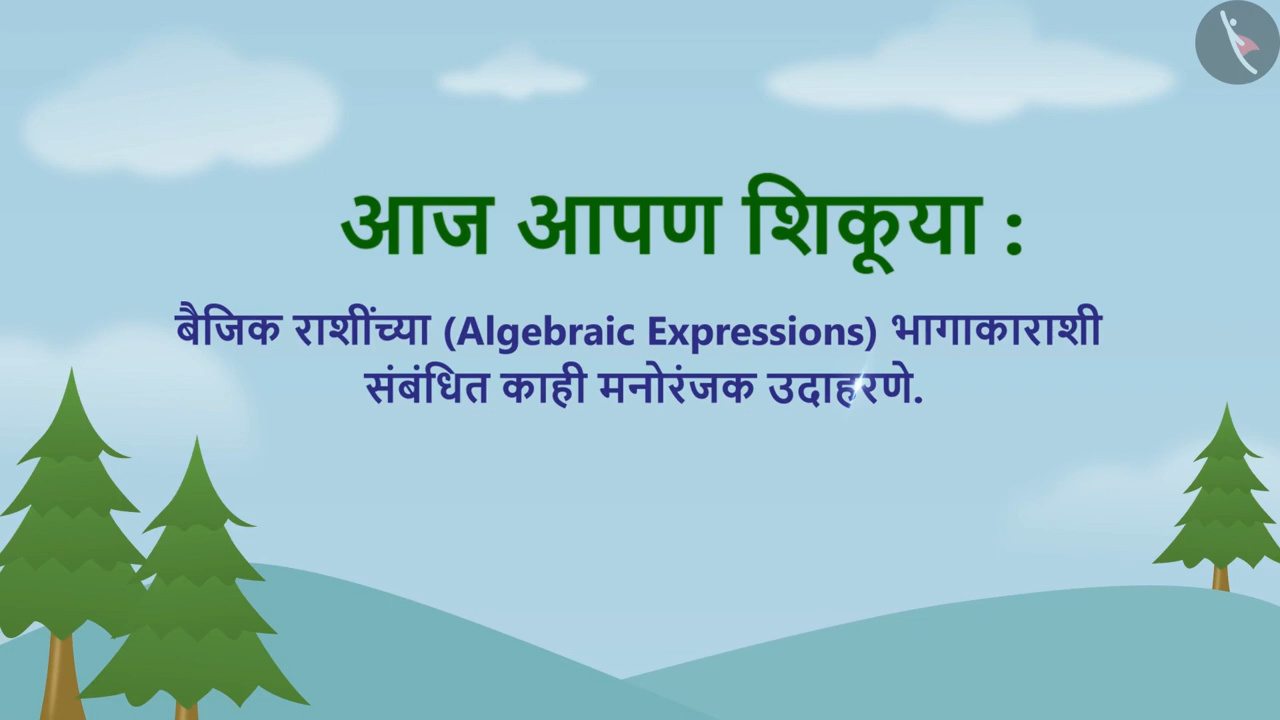 आज आपण शिकूया :
बैजिक राशींच्या (Algebraic Expressions) भागाकाराशी
संबंधित काही मनोरंजक उदाहरणे.